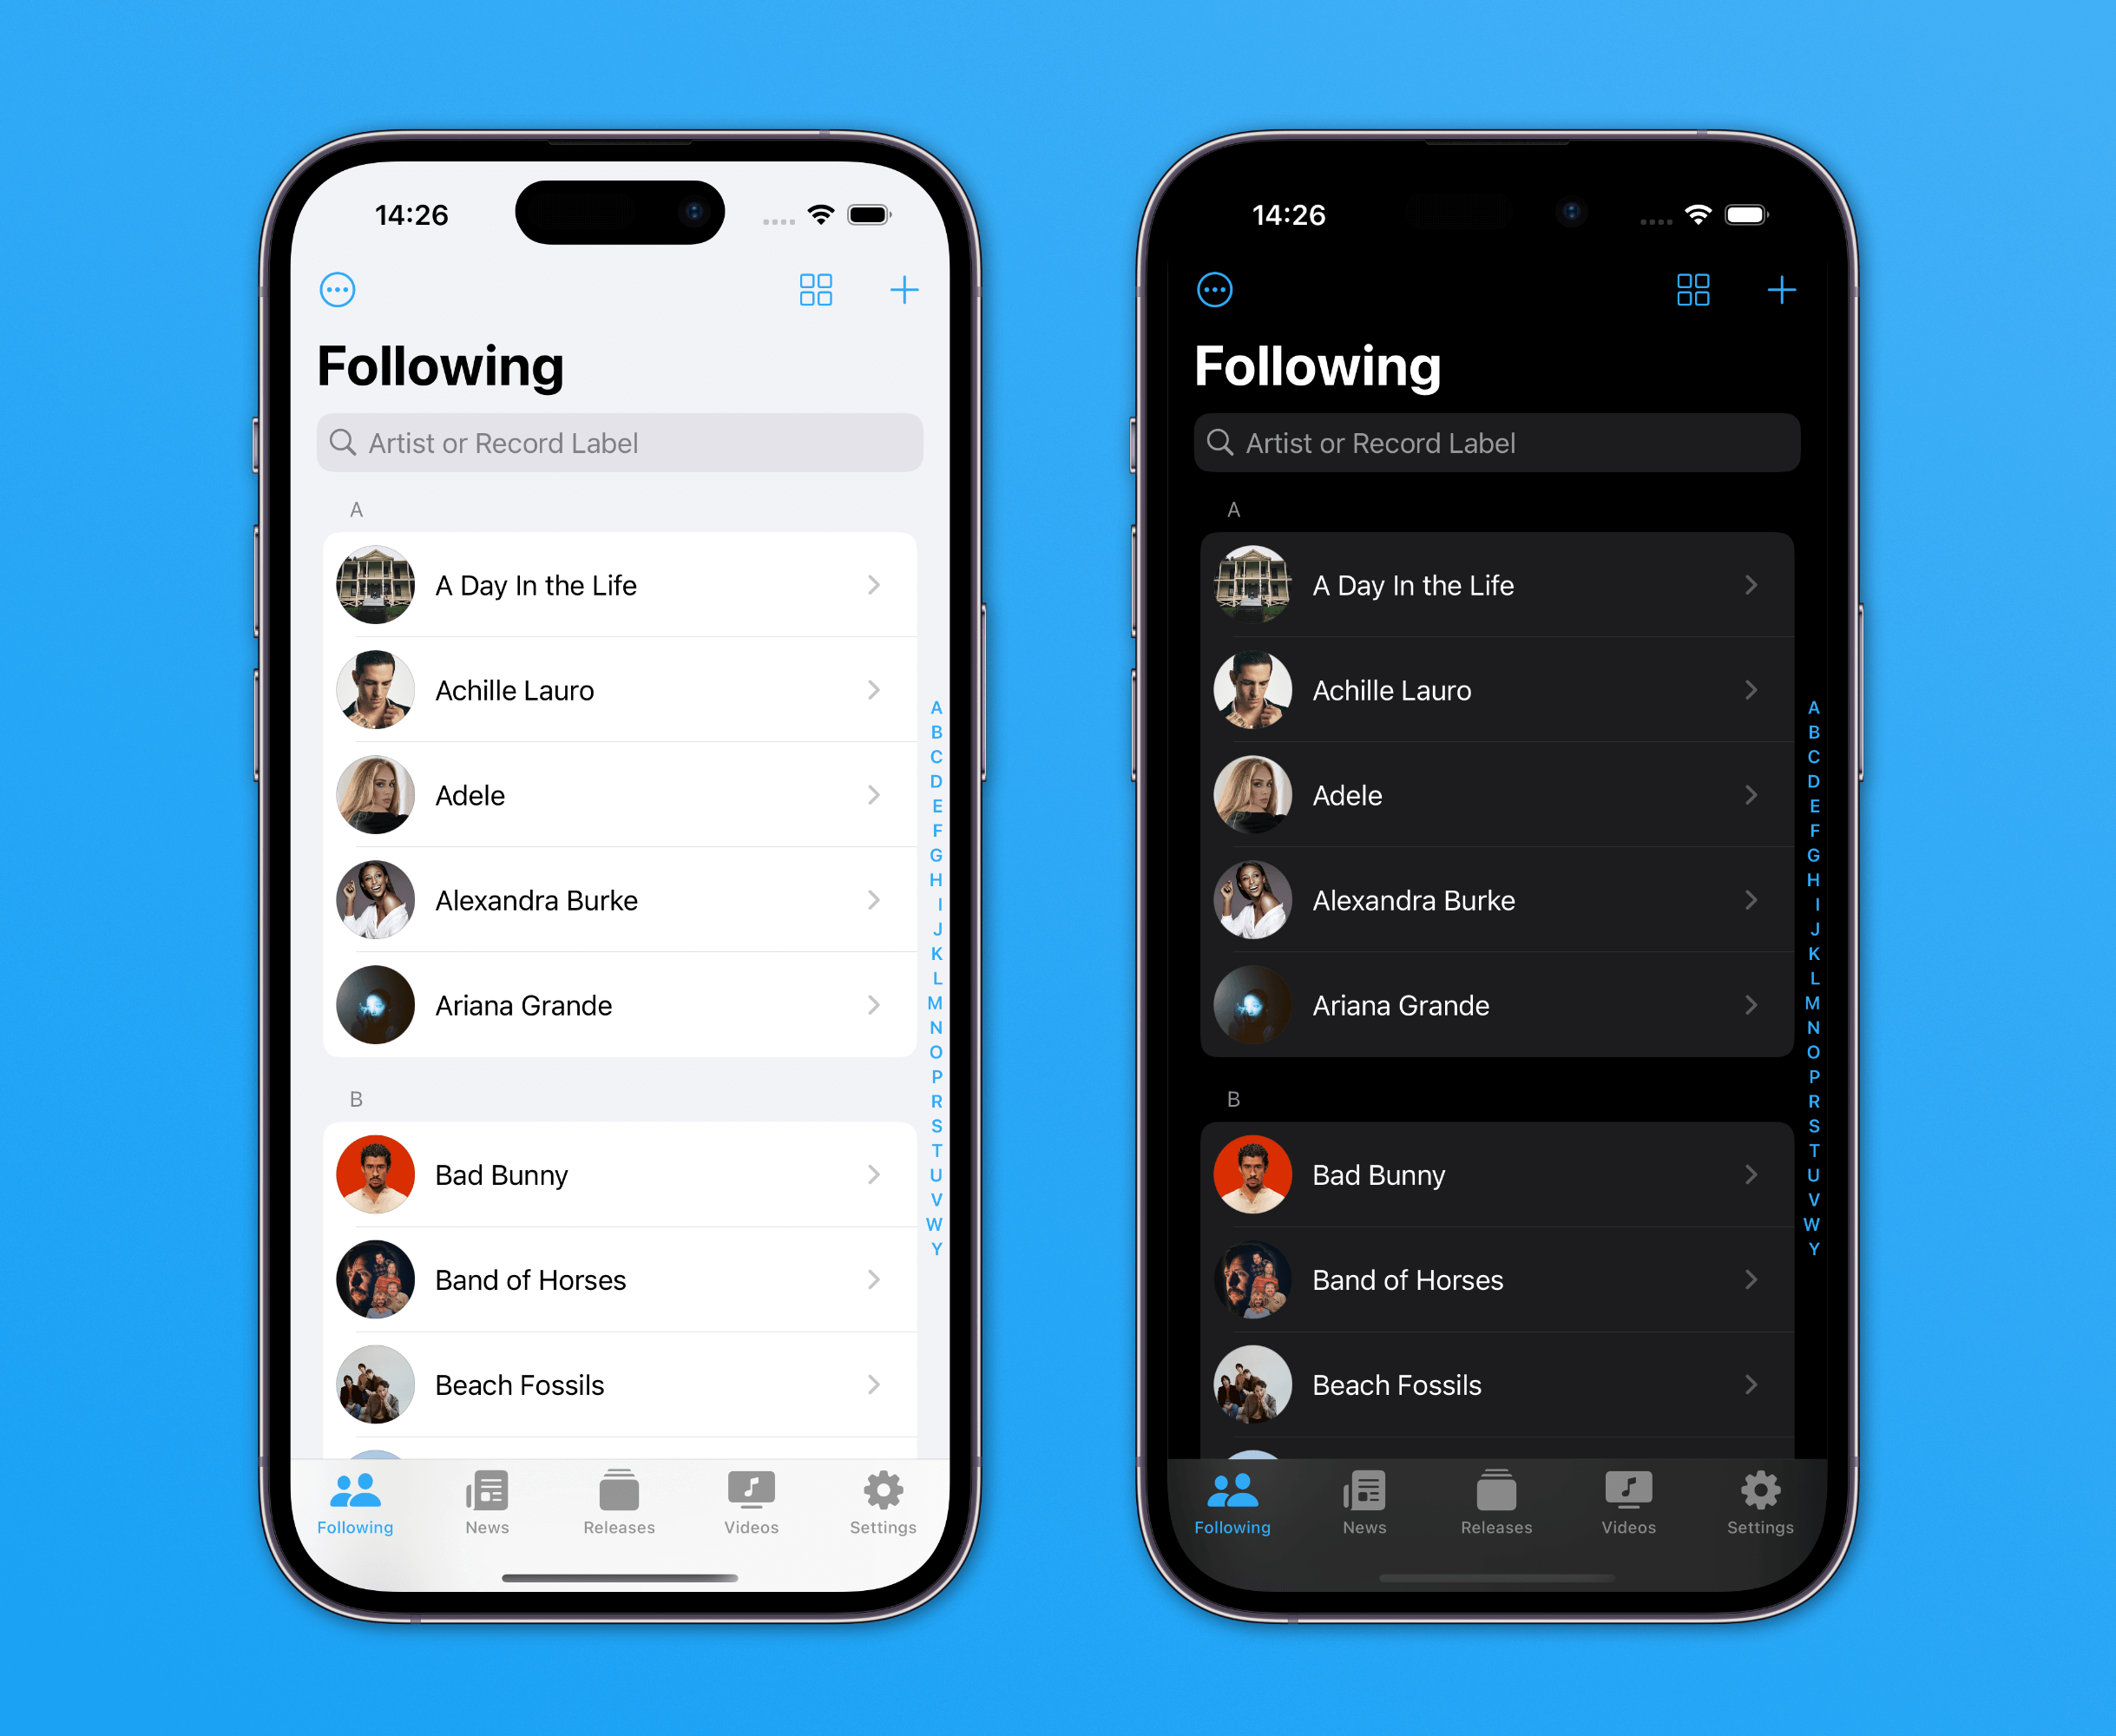 14:26
Following
Artist or Record Label
A
A Day In the Life
Achille Lauro
Adele
Alexandra Burke
Ariana Grande
B
Bad Bunny
Band of Horses
Beach Fossils
A
B
C
D
E
F
G
H
I
J
K
L
M
N
O
P
R
S
T
U
V
W
Y
Following News Releases Videos Settings
14:26
Following
Artist or Record Label
A
A Day In the Life
Achille Lauro
Adele
Alexandra Burke
Ariana Grande
B
Bad Bunny
Band of Horses
Beach Fossils
A
B
C
D
E
F
G
H
I
J
K
L
M
N
O
P
R
S
T
U
V
W
Y
Following News Releases Videos Settings